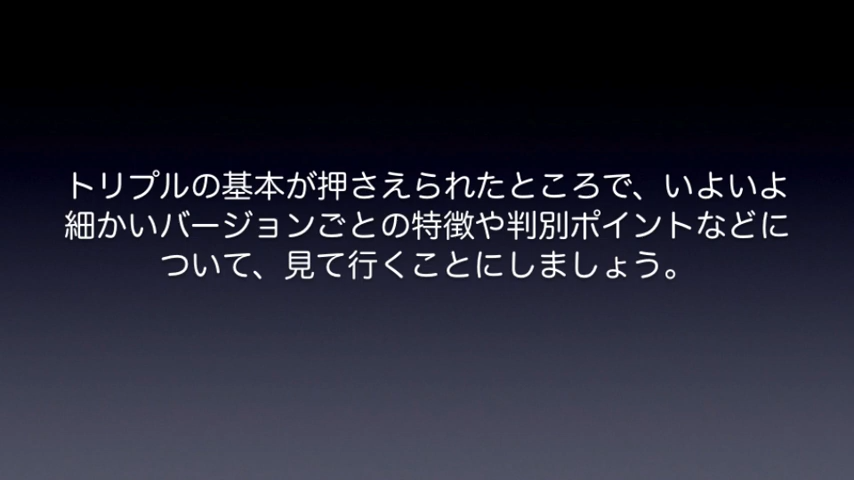 トリプルの基本が押さえられたところで、いよいよ
細かいバージョンごとの特徴や判別ポイントなどに
ついて、見て行くことにしましょう。